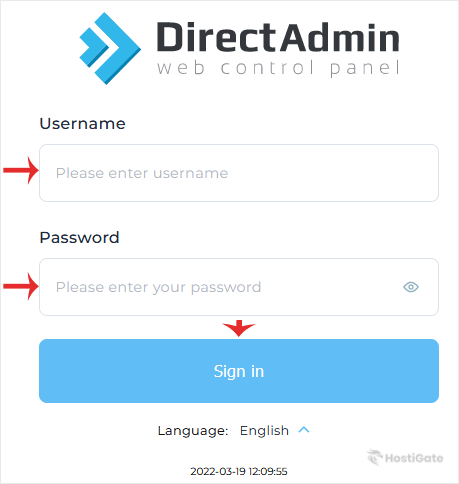 DirectAdmin
web control panel
Username
Please enter username
Password
Please enter your password
Sign in
Language: English
HostiGate
2022-03-19 12:09:55